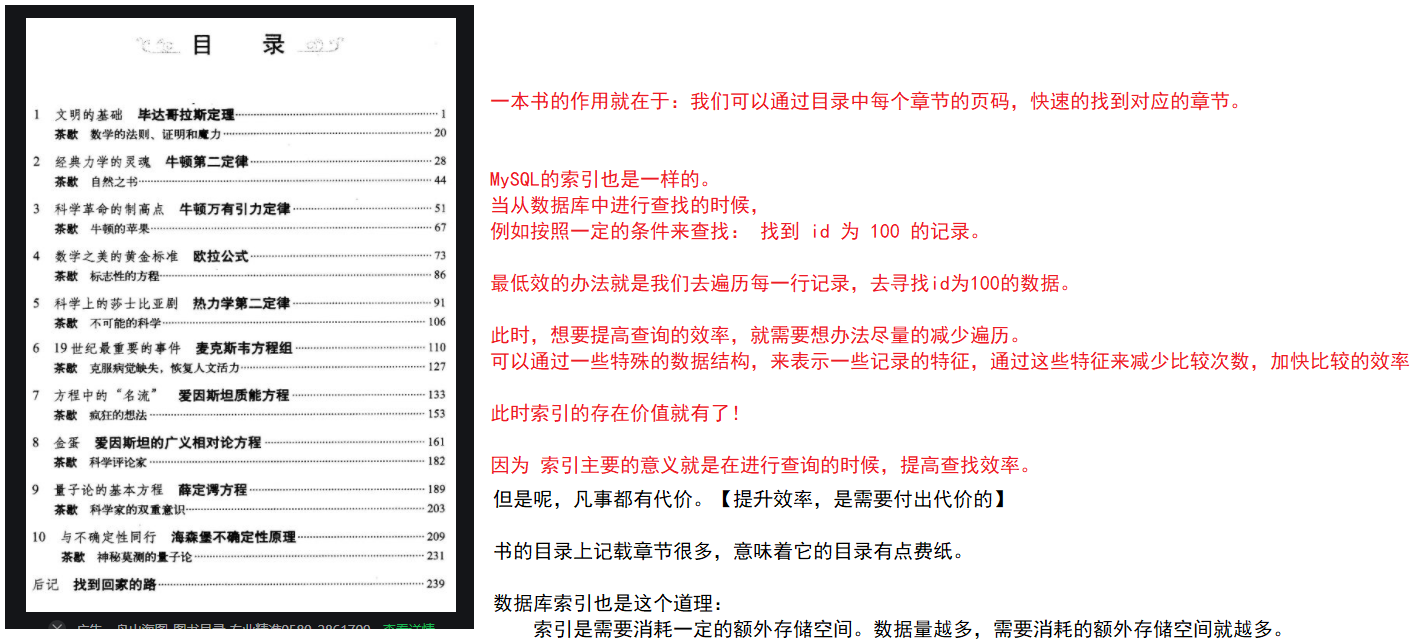 目 录
1 文明的基础 毕达哥拉斯定理 1
茶歇 数学的法则、证明和魔力 20
2 经典力学的灵魂 牛顿第二定律 28
茶歇 自然之书 44
3 科学革命的制高点 牛顿万有引力定律 51
茶歇 牛顿的苹果 67
4 数学之美的黄金标准 欧拉公式 73
茶歇 标志性的方程 86
5 科学上的莎士比亚剧 热力学第二定律 91
茶歇 不可能的科学 106
6 19世纪最重要的事件 麦克斯韦方程组 110
茶歇 克服病觉缺失，恢复人文活力 127
7 方程中的“名流” 爱因斯坦质能方程 133
茶歇 疯狂的想法 153
8 金蛋 爱因斯坦的广义相对论方程 161
茶歇 科学评论家 182
9 量子论的基本方程 薛定谔方程 189
茶歇 科学家的双重意识 203
10 与不确定性同行 海森堡不确定性原理 209
茶歇 神秘莫测的量子论 231
后记 找到回家的路 239
一本书的作用就在于：我们可以通过目录中每个章节的页码，快速的找到对应的章节。
MySQL的索引也是一样的。
当从数据库中进行查找的时候，
例如按照一定的条件来查找： 找到 id 为 100 的记录。
最低效的办法就是我们去遍历每一行记录，去寻找id为100的数据。
此时，想要提高查询的效率，就需要想办法尽量的减少遍历。
可以通过一些特殊的数据结构，来表示一些记录的特征，通过这些特征来减少比较次数，加快比较的效率
此时索引的存在价值就有了！
因为 索引主要的意义就是在进行查询的时候，提高查找效率。
但是呢，凡事都有代价。【提升效率，是需要付出代价的】
书的目录上记载章节很多，意味着它的目录有点费纸。
数据库索引也是这个道理：
索引是需要消耗一定的额外存储空间。数据量越多，需要消耗的额外存储空间就越多。